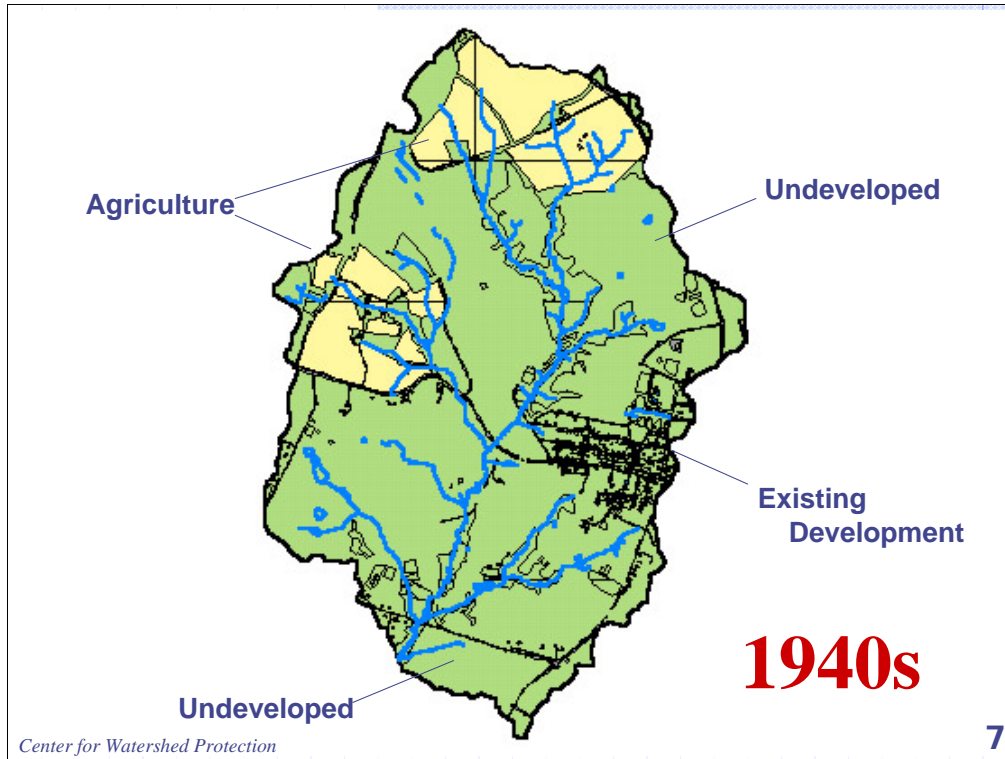 Agriculture
Undeveloped
Existing
Development
1940s
Undeveloped
Center for Watershed Protection
7